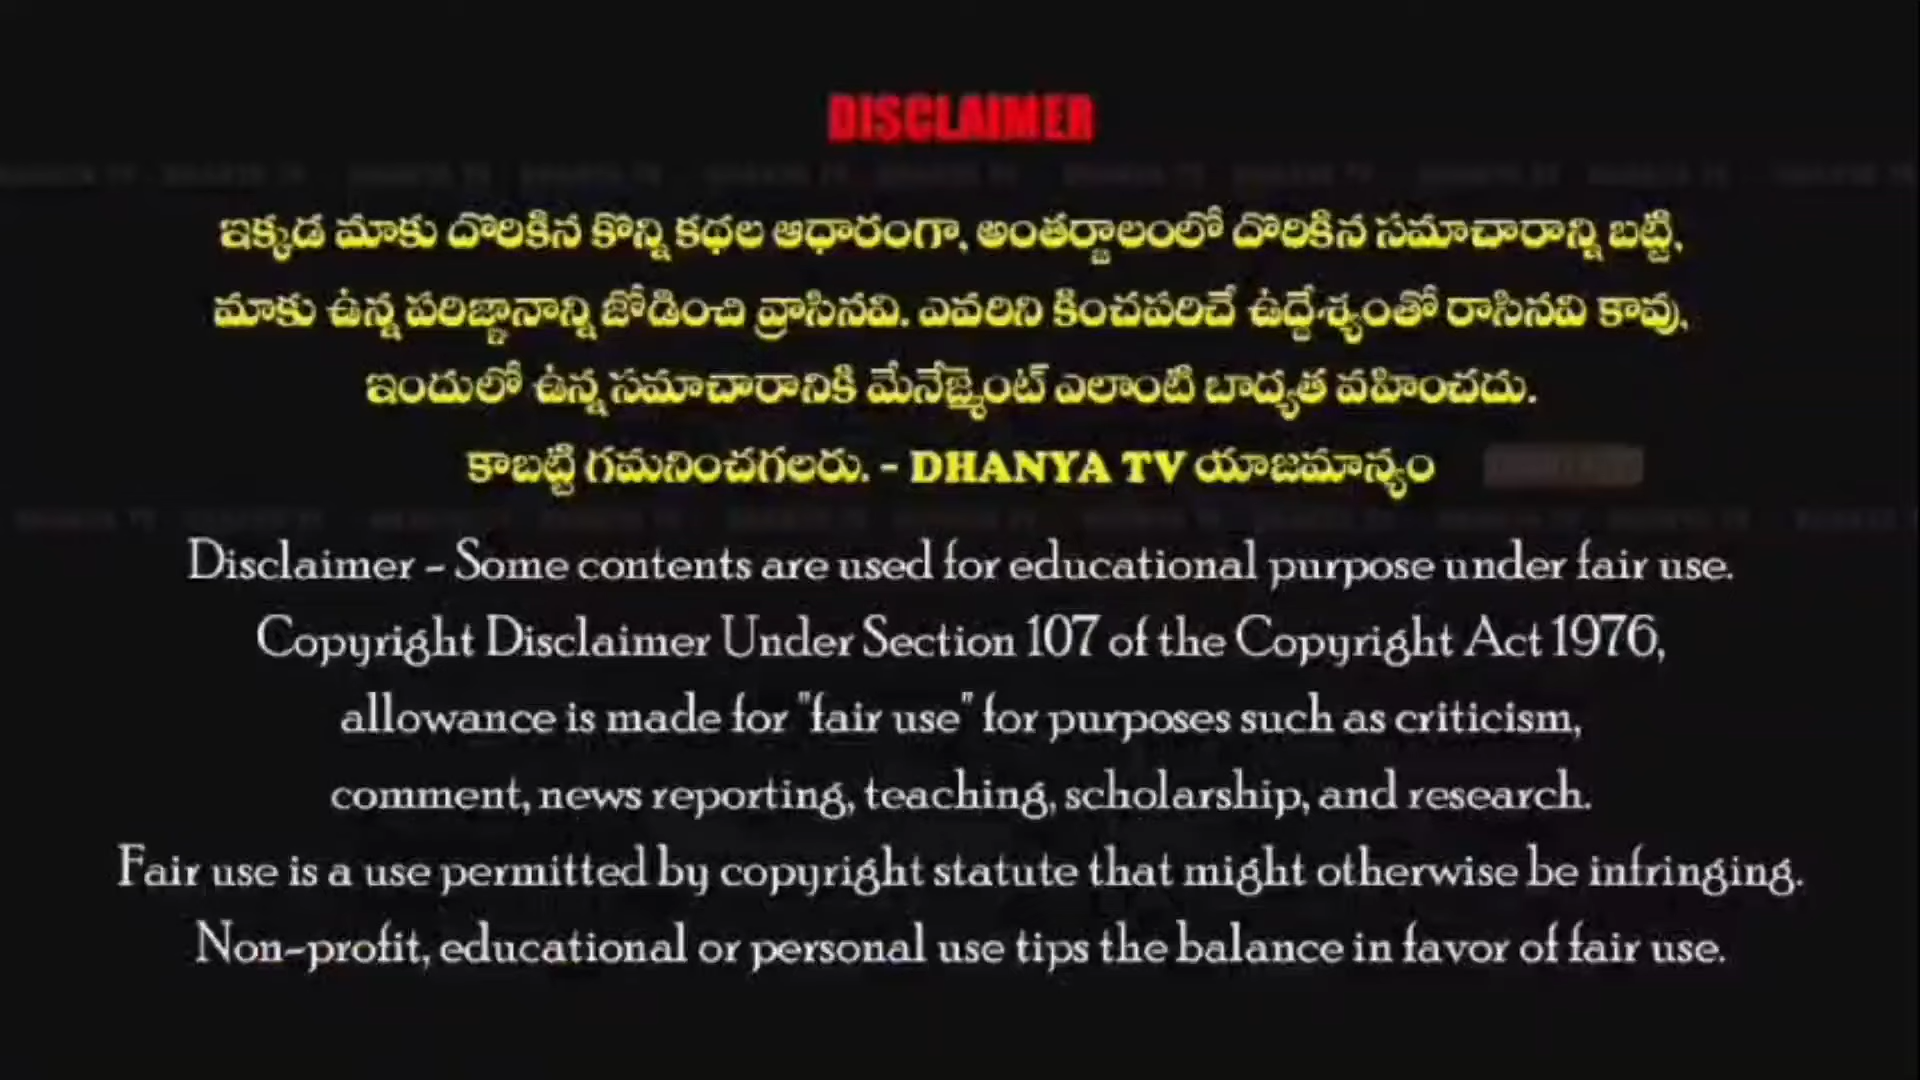 DISCLAIMER
ఇక్కడ మాకు దొరికిన కొన్ని కథల ఆధారంగా, అంతర్జాలంలో దొరికిన సమాచారాన్ని బట్టి,
మాకు ఉన్న పరిజ్ఞానాన్ని జోడించి వ్రాసినవి. ఎవరిని కించపరిచే ఉద్దేశ్యంతో రాసినవి కావు,
ఇందులో ఉన్న సమాచారానికి మేనేజ్మెంట్ ఎలాంటి బాధ్యత వహించదు.
కాబట్టి గమనించగలరు. - DHANYA TV యాజమాన్యం
Disclaimer - Some contents are used for educational purpose under fair use.
Copyright Disclaimer Under Section 107 of the Copyright Act 1976,
allowance is made for "fair use" for purposes such as criticism,
comment, news reporting, teaching, scholarship, and research.
Fair use is a use permitted by copyright statute that might otherwise be infringing.
Non-profit, educational or personal use tips the balance in favor of fair use.